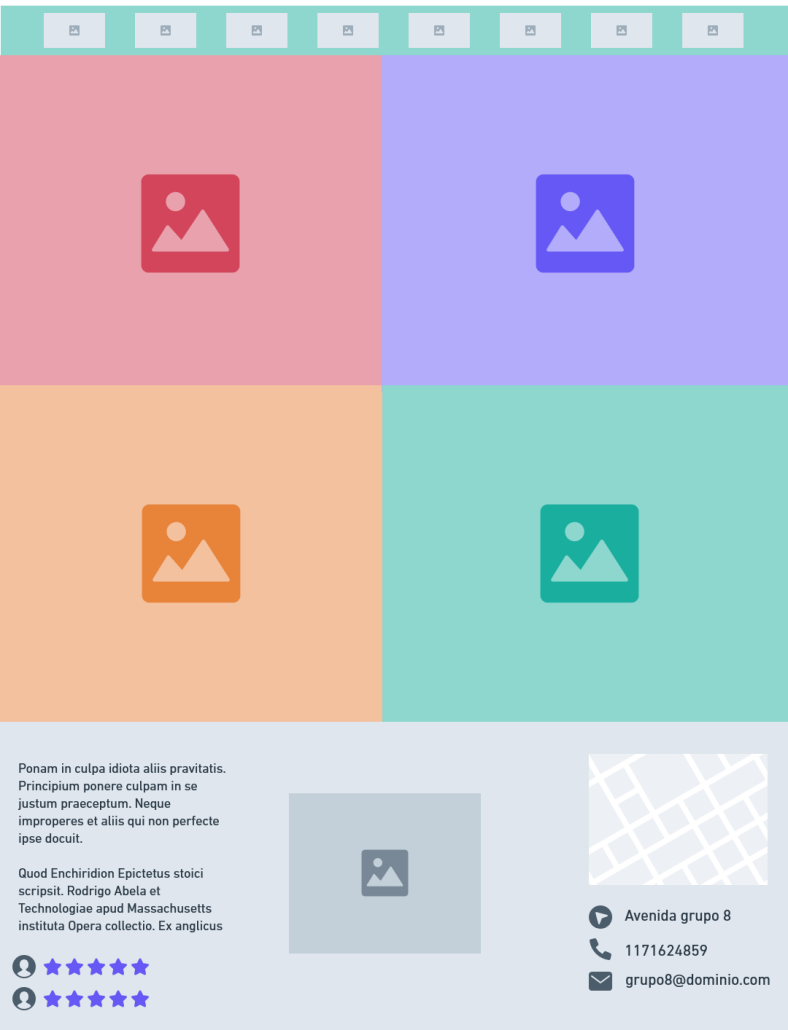 Ponam in culpa idiota aliis pravitatis.
Principium ponere culpam in se
justum praeceptum. Neque
improperes et aliis qui non perfecte
ipse docuit.
Quod Enchiridion Epictetus stoici
scripsit. Rodrigo Abela et
Technologiae apud Massachusetts
instituta Opera collectio. Ex anglicus
Avenida grupo 8
1171624859
grupo8@dominio.com